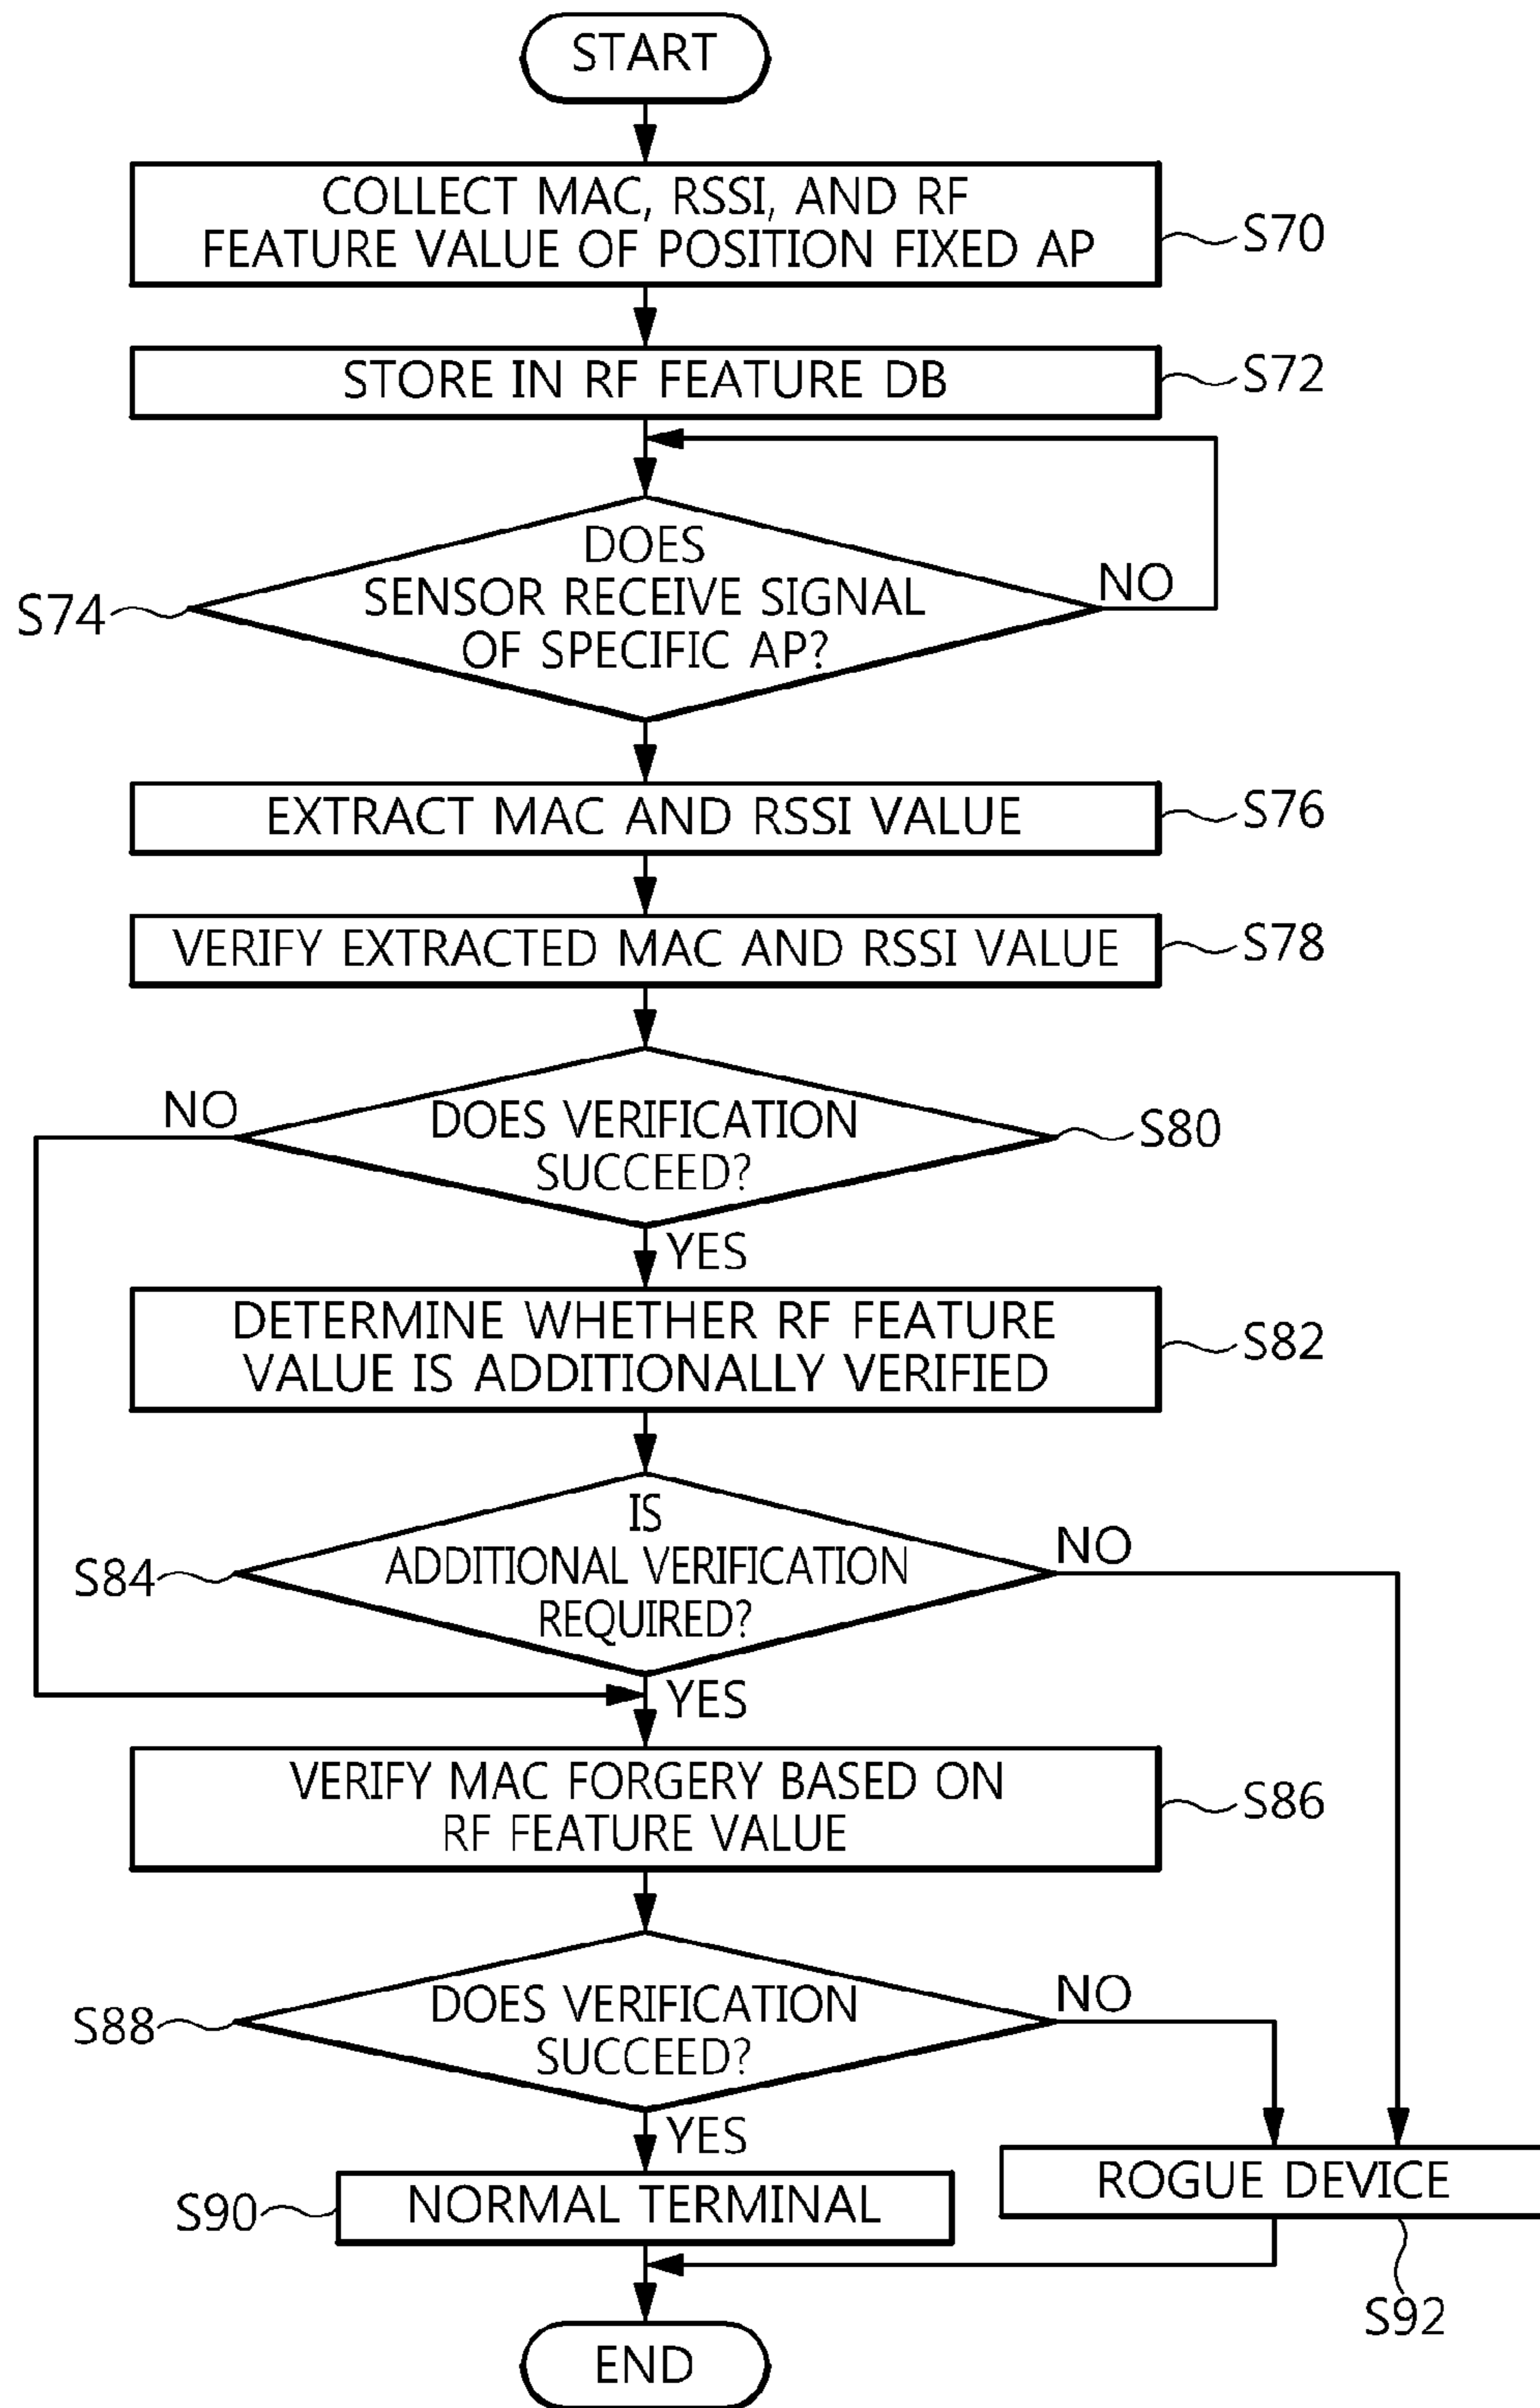 START
COLLECT MAC, RSSI, AND RF
FEATURE VALUE OF POSITION FIXED AP
S70
STORE IN RF FEATURE DB
S72
DOES
SENSOR RECEIVE SIGNAL
OF SPECIFIC AP?
NO
S74
EXTRACT MAC AND RSSI VALUE
S76
VERIFY EXTRACTED MAC AND RSSI VALUE
S78
NO
DOES VERIFICATION
SUCCEED?
S80
YES
DETERMINE WHETHER RF FEATURE
VALUE IS ADDITIONALLY VERIFIED
S82
IS
ADDITIONAL VERIFICATION
REQUIRED?
NO
S84
YES
VERIFY MAC FORGERY BASED ON
RF FEATURE VALUE
S86
DOES VERIFICATION
SUCCEED?
NO
S88
YES
NORMAL TERMINAL
S90
ROGUE DEVICE
S92
END